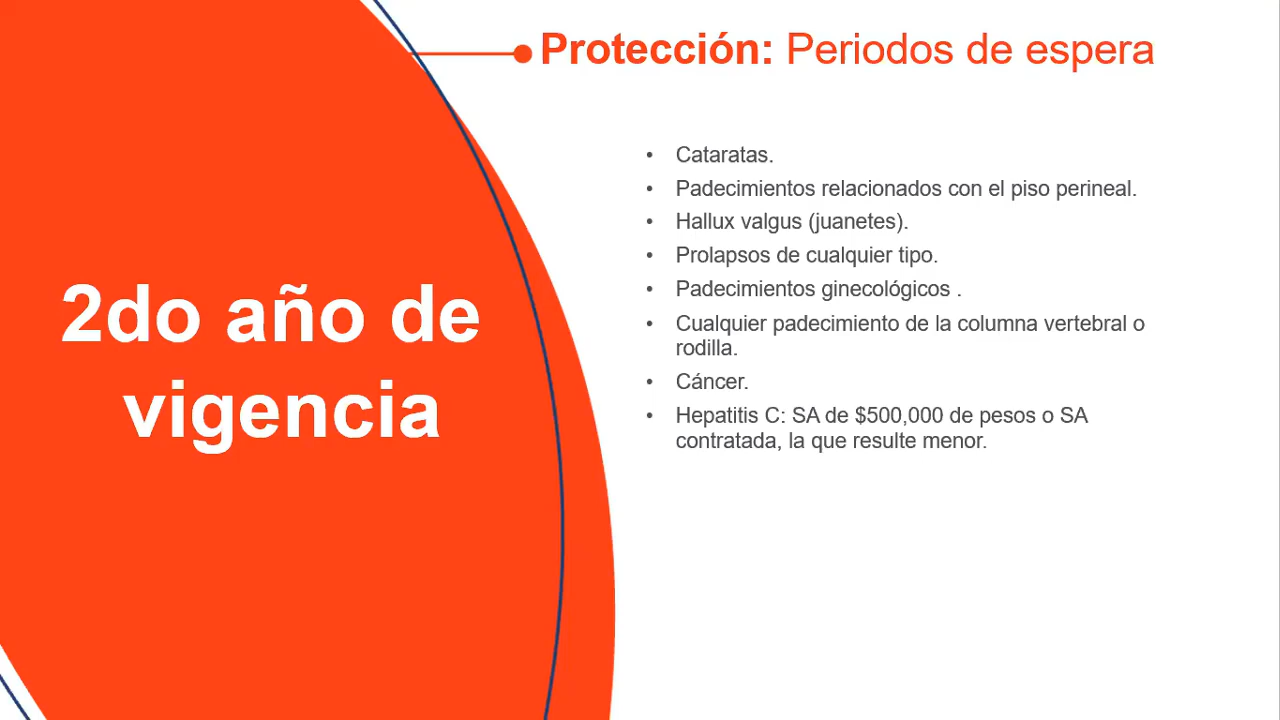 Protección: Periodos de espera
2do año de
vigencia
• Cataratas.
• Padecimientos relacionados con el piso perineal.
• Hallux valgus (juanetes).
• Prolapsos de cualquier tipo.
• Padecimientos ginecológicos .
• Cualquier padecimiento de la columna vertebral o
rodilla.
• Cáncer.
• Hepatitis C: SA de $500,000 de pesos o SA
contratada, la que resulte menor.